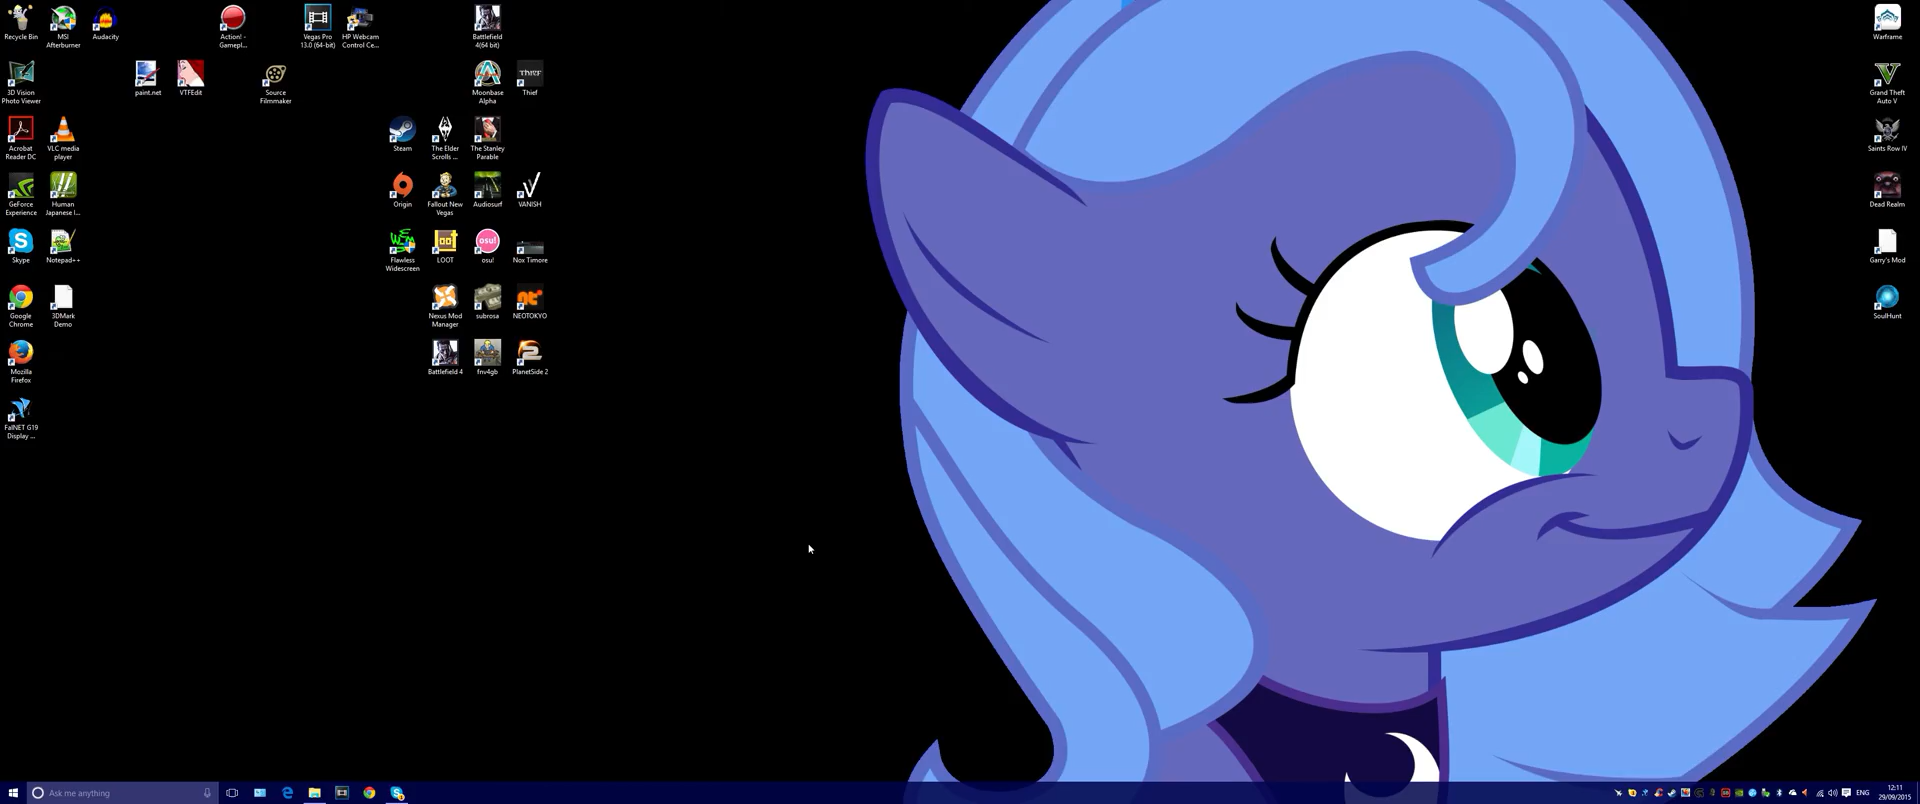 Recycle Bin
MSI
Afterburner
Audacity
Action! -
Gamepl...
Vegas Pro
13.0 (64-bit)
HP Webcam
Control Ce...
Battlefield
4(64 bit)
Warframe
3D Vision
Photo Viewer
paint.net
VTFEdit
Source
Filmmaker
Moonbase
Alpha
THIEF
Thief
Grand Theft
Auto V
Acrobat
Reader DC
VLC media
player
Steam
The Elder
Scrolls ...
The Stanley
Parable
Saints Row IV
GeForce
Experience
Human
Japanese I...
Origin
Fallout New
Vegas
Audiosurf
VANISH
Dead Realm
Skype
Notepad++
Flawless
Widescreen
LOOT
osu!
osu!
Nox Timore
Garry's Mod
Google
Chrome
3DMark
Demo
Nexus Mod
Manager
subrosa
nt
NEOTOKYO
SoulHunt
Mozilla
Firefox
Battlefield 4
fnv4gb
PlanetSide 2
FalNET G19
Display ...
Ask me anything
ENG
12:11
29/09/2015